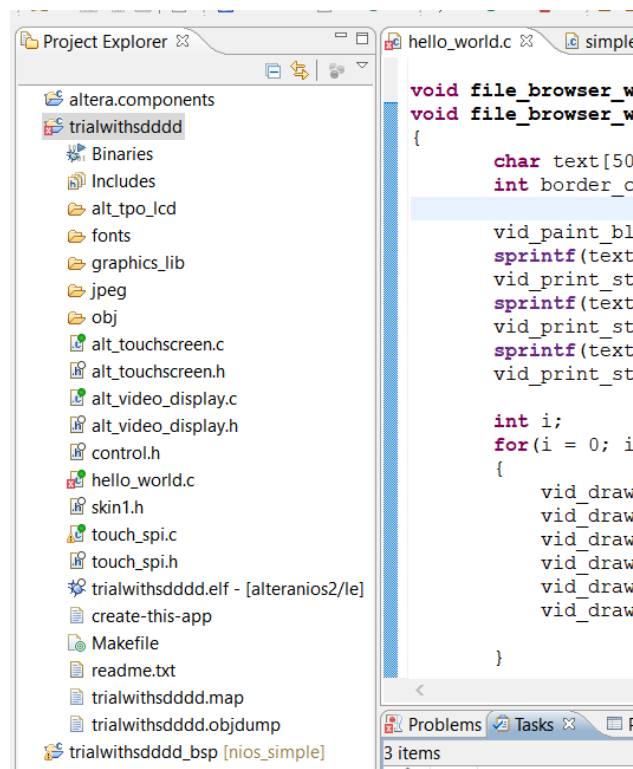 Project Explorer
altera.components
trialwithsdddd
Binaries
Includes
alt_tpo_lcd
fonts
graphics_lib
jpeg
obj
alt_touchscreen.c
alt_touchscreen.h
alt_video_display.c
alt_video_display.h
control.h
hello_world.c
skin1.h
touch_spi.c
touch_spi.h
trialwithsdddd.elf - [alteranios2/le]
create-this-app
Makefile
readme.txt
trialwithsdddd.map
trialwithsdddd.objdump
trialwithsdddd_bsp [nios_simple]
hello_world.c simple
void file_browser_w
void file_browser_w
{
char text[50
int border_c
vid_paint_bl
sprintf(text
vid_print_st
sprintf(text
vid_print_st
sprintf(text
vid_print_st
int i;
for(i = 0; i
{
vid_draw
vid_draw
vid_draw
vid_draw
vid_draw
vid_draw
}
Problems Tasks
3 items